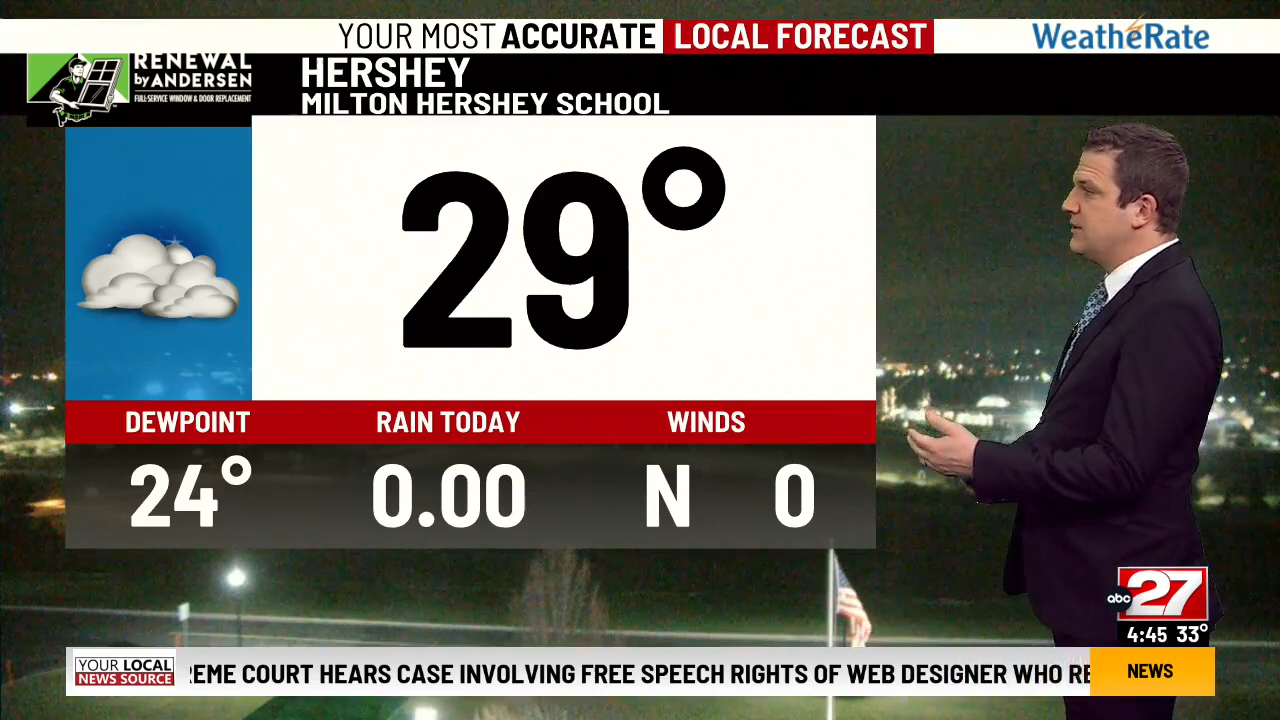 YOUR MOST ACCURATE LOCAL FORECAST
WeatheRate
RENEWAL
by ANDERSEN
FULL-SERVICE WINDOW & DOOR REPLACEMENT
HERSHEY
MILTON HERSHEY SCHOOL
29°
DEWPOINT RAIN TODAY WINDS
24° 0.00 N 0
abc 27
4:45 33°
YOUR LOCAL
NEWS SOURCE
REME COURT HEARS CASE INVOLVING FREE SPEECH RIGHTS OF WEB DESIGNER WHO RE
NEWS